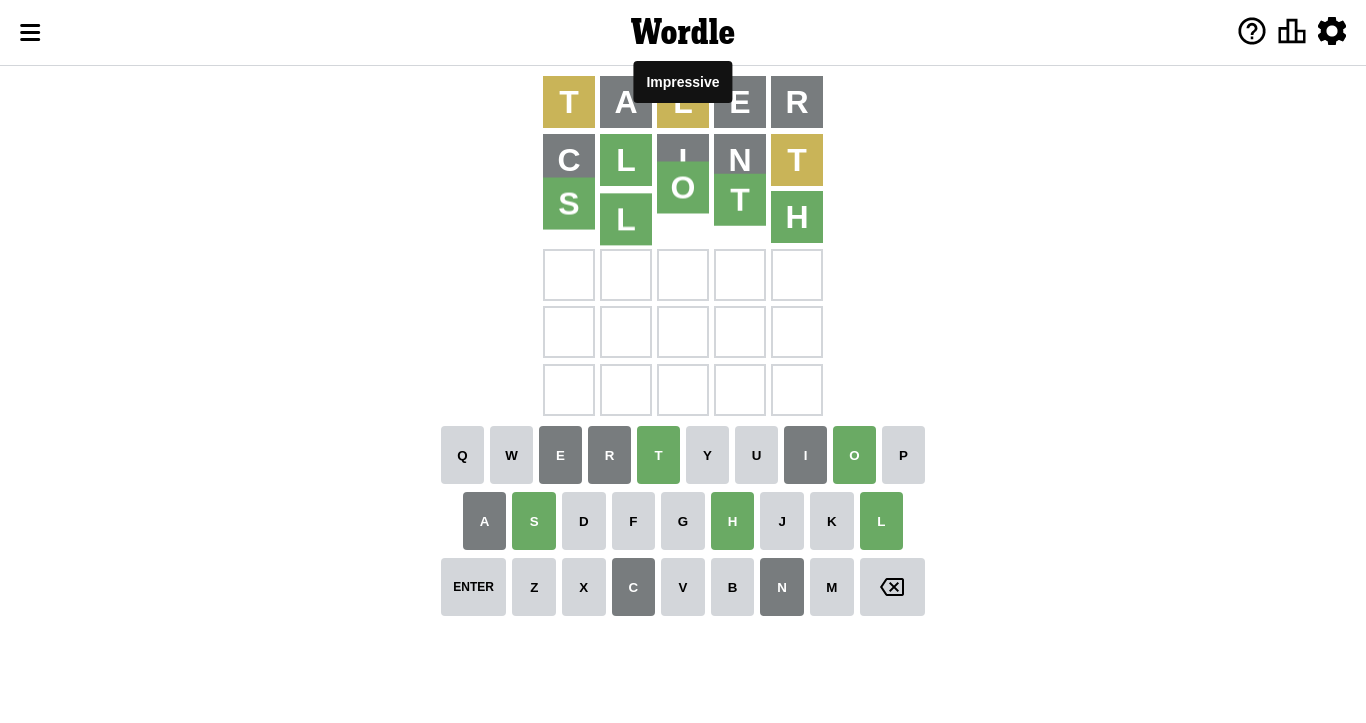 Wordle
Impressive
T A L E R
C L I N T
S L O T H
Q W E R T Y U I O P
A S D F G H J K L
ENTER Z X C V B N M